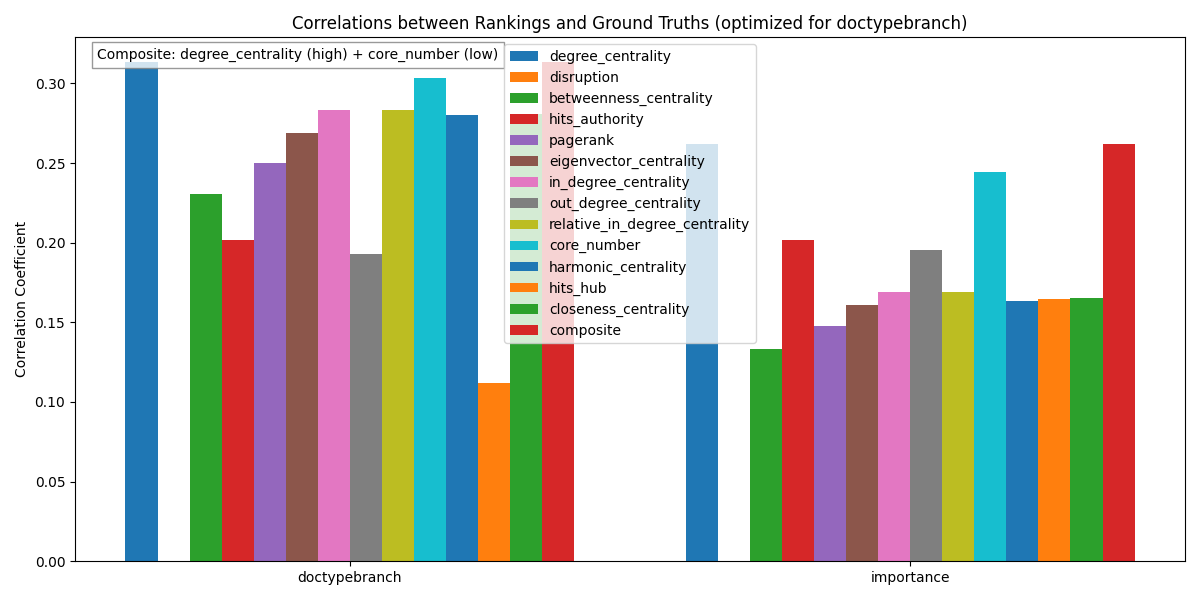 Correlations between Rankings and Ground Truths (optimized for doctypebranch)
Composite: degree_centrality (high) + core_number (low)
degree_centrality
disruption
betweenness_centrality
hits_authority
pagerank
eigenvector_centrality
in_degree_centrality
out_degree_centrality
relative_in_degree_centrality
core_number
harmonic_centrality
hits_hub
closeness_centrality
composite
Correlation Coefficient
0.30
0.25
0.20
0.15
0.10
0.05
0.00
doctypebranch
importance